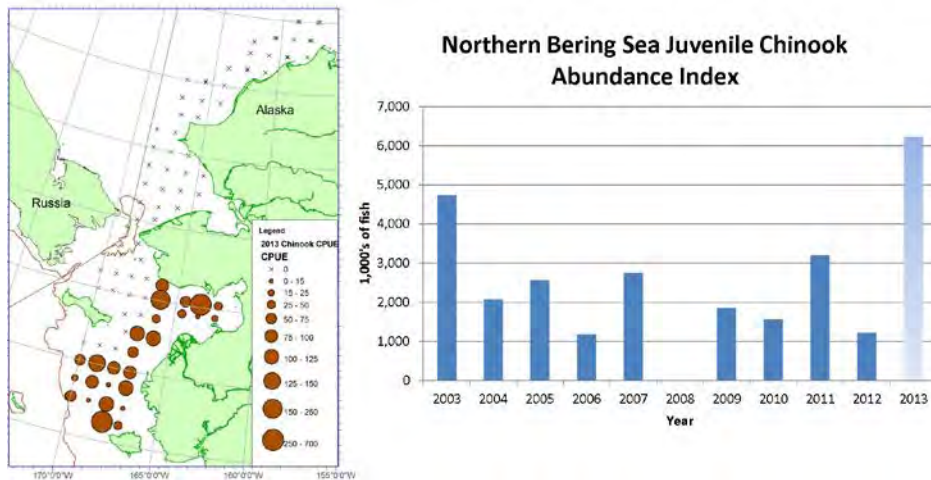 Alaska
Russia
Legend
2013 Chinook CPUE
CPUE
0
0 - 15
15 - 25
25 - 50
50 - 75
75 - 100
100 - 125
125 - 150
150 - 250
250 - 700
170°0'0"W
165°0'0"W
160°0'0"W
155°0'0"W
Northern Bering Sea Juvenile Chinook
Abundance Index
1,000's of fish
7,000
6,000
5,000
4,000
3,000
2,000
1,000
0
2003 2004 2005 2006 2007 2008 2009 2010 2011 2012 2013
Year